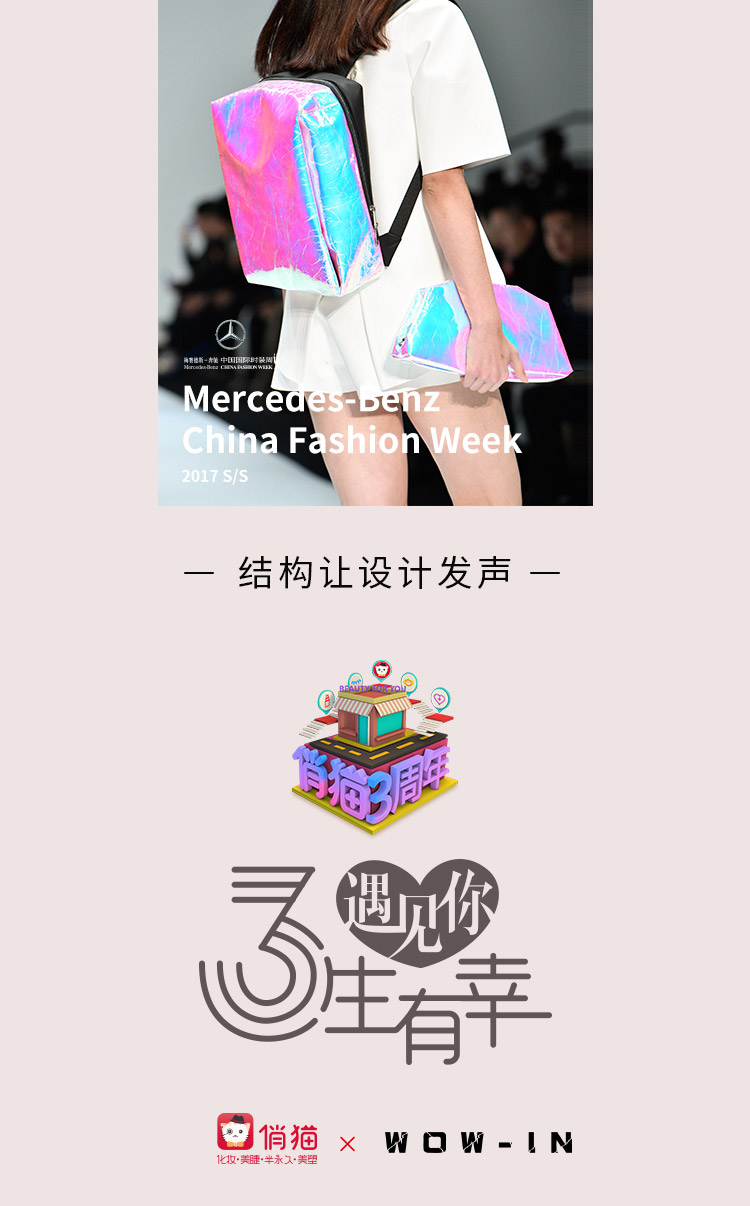 梅赛德斯-奔驰 中国国际时装周
Mercedes-Benz CHINA FASHION WEEK
Mercedes-Benz
China Fashion Week
2017 S/S
— 结构让设计发声 —
BEAUTY FOR YOU
俏猫3周年
遇见你
3生有幸
俏猫 × WOW-IN
化妆·美睫·半永久·美塑